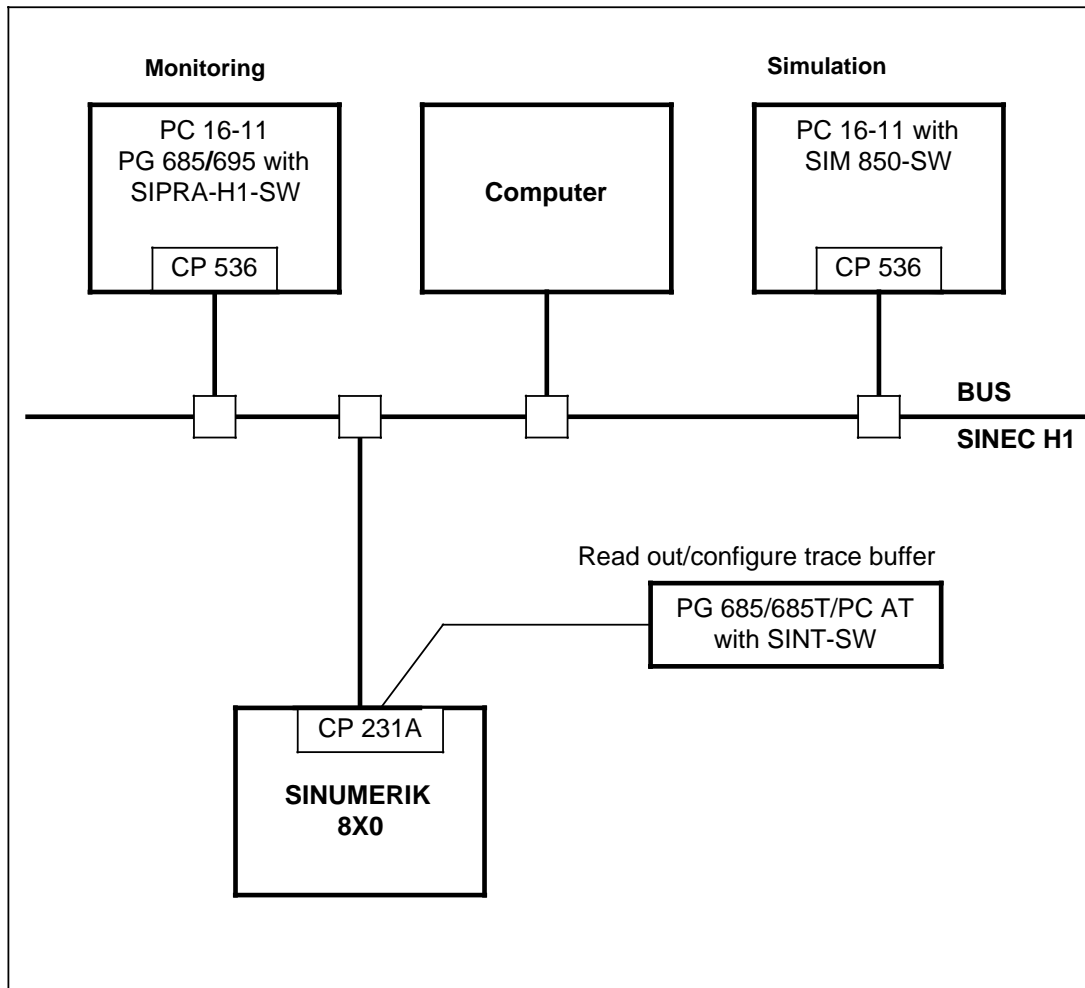 Monitoring
Simulation
PC 16-11
PG 685/695 with
SIPRA-H1-SW
CP 536
Computer
PC 16-11 with
SIM 850-SW
CP 536
BUS
SINEC H1
Read out/configure trace buffer
PG 685/685T/PC AT
with SINT-SW
CP 231A
SINUMERIK
8X0